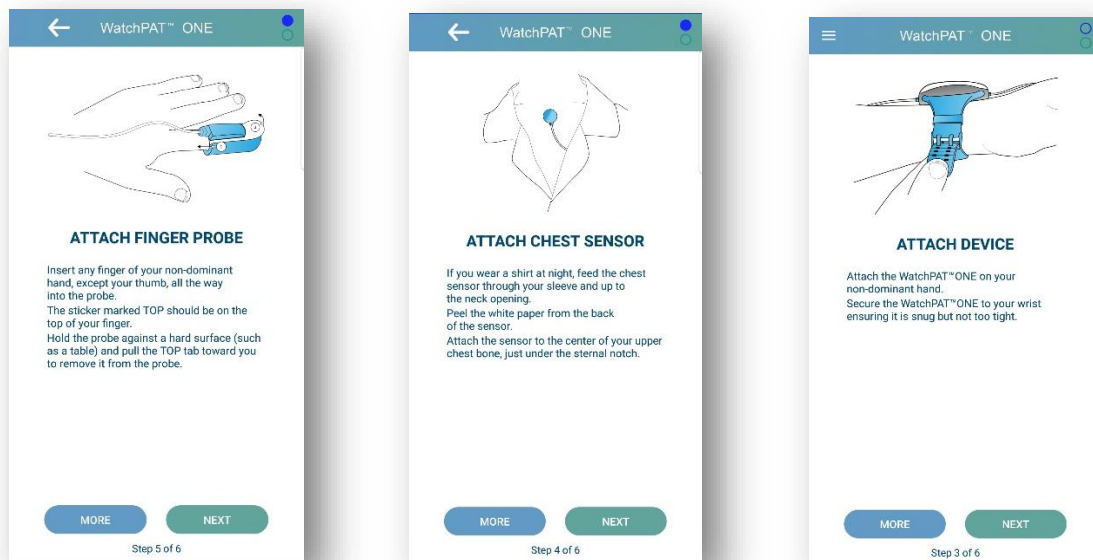 WatchPAT™ ONE
ATTACH FINGER PROBE
Insert any finger of your non-dominant
hand, except your thumb, all the way
into the probe.
The sticker marked TOP should be on the
top of your finger.
Hold the probe against a hard surface (such
as a table) and pull the TOP tab toward you
to remove it from the probe.
MORE
NEXT
Step 5 of 6
WatchPAT™ ONE
ATTACH CHEST SENSOR
If you wear a shirt at night, feed the chest
sensor through your sleeve and up to
the neck opening.
Peel the white paper from the back
of the sensor.
Attach the sensor to the center of your upper
chest bone, just under the sternal notch.
MORE
NEXT
Step 4 of 6
WatchPAT™ ONE
ATTACH DEVICE
Attach the WatchPAT™ONE on your
non-dominant hand.
Secure the WatchPAT™ONE to your wrist
ensuring it is snug but not too tight.
MORE
NEXT
Step 3 of 6